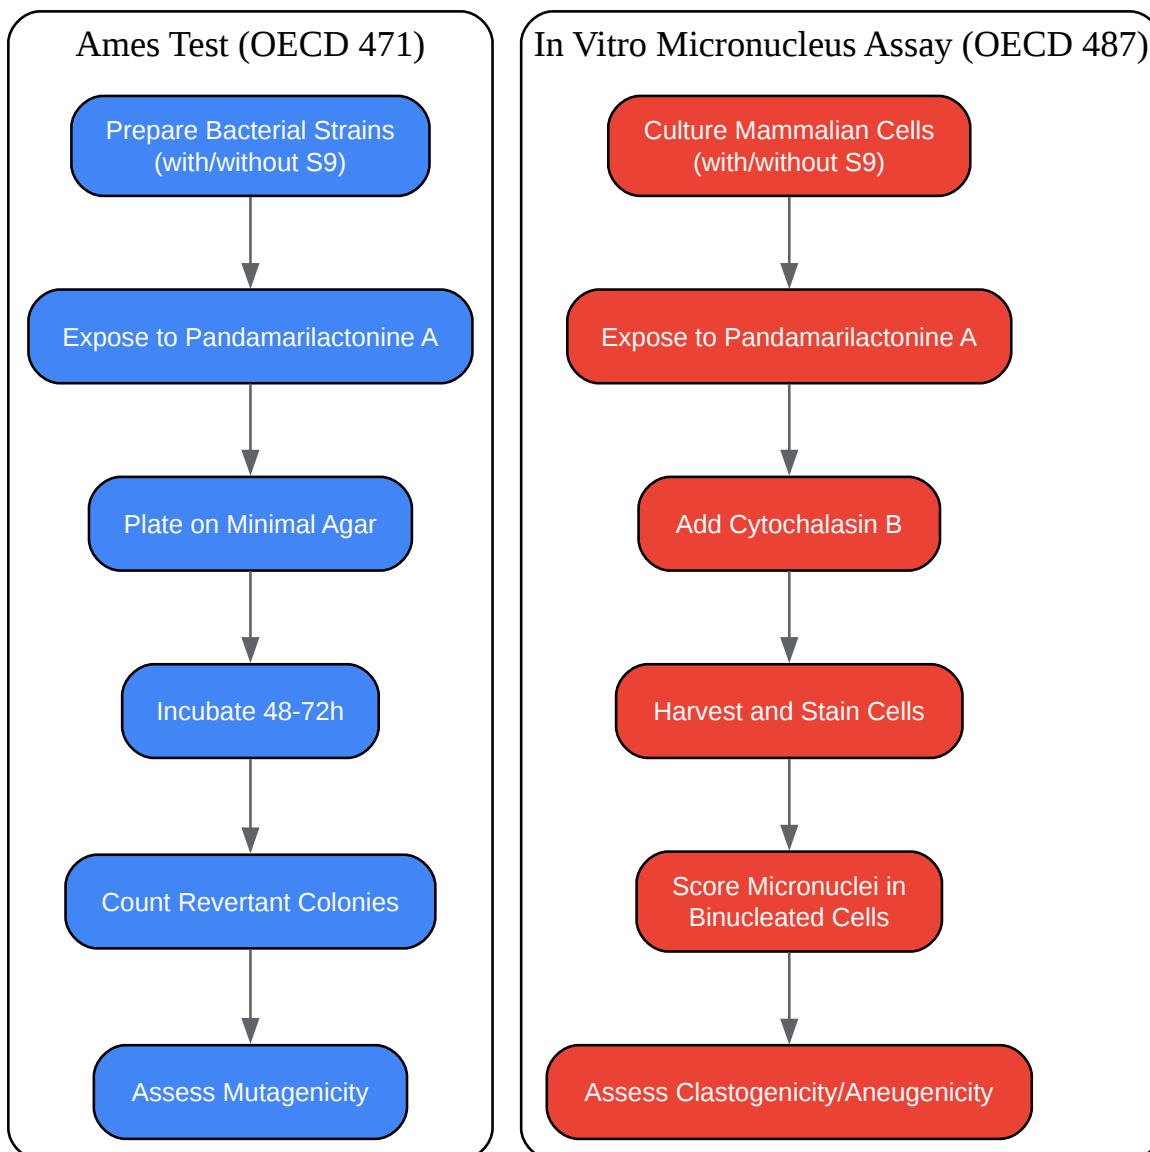 Ames Test (OECD 471)
Prepare Bacterial Strains
(with/without S9)
Expose to Pandamarilactonine A
Plate on Minimal Agar
Incubate 48-72h
Count Revertant Colonies
Assess Mutagenicity
In Vitro Micronucleus Assay (OECD 487)
Culture Mammalian Cells
(with/without S9)
Expose to Pandamarilactonine A
Add Cytochalasin B
Harvest and Stain Cells
Score Micronuclei in
Binucleated Cells
Assess Clastogenicity/Aneugenicity